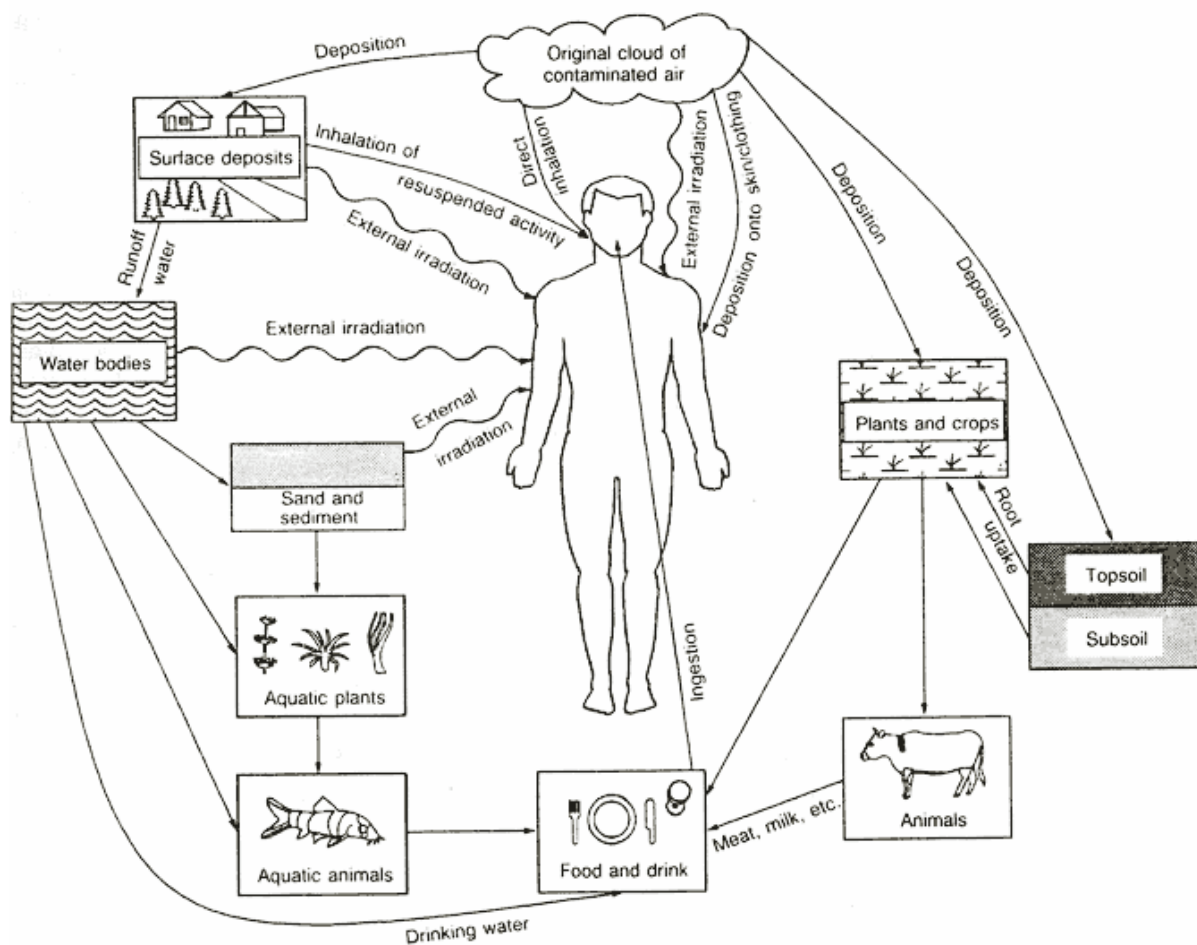 Deposition
Original cloud of
contaminated air
Surface deposits
Inhalation of
resuspended activity
Direct
inhalation
External irradiation
Deposition onto skin/clothing
Deposition
Deposition
External irradiation
Runoff
water
External irradiation
Water bodies
External
irradiation
Plants and crops
Sand and
sediment
Root
uptake
Topsoil
Subsoil
Aquatic plants
Ingestion
Aquatic animals
Food and drink
Meat, milk, etc.
Animals
Drinking water